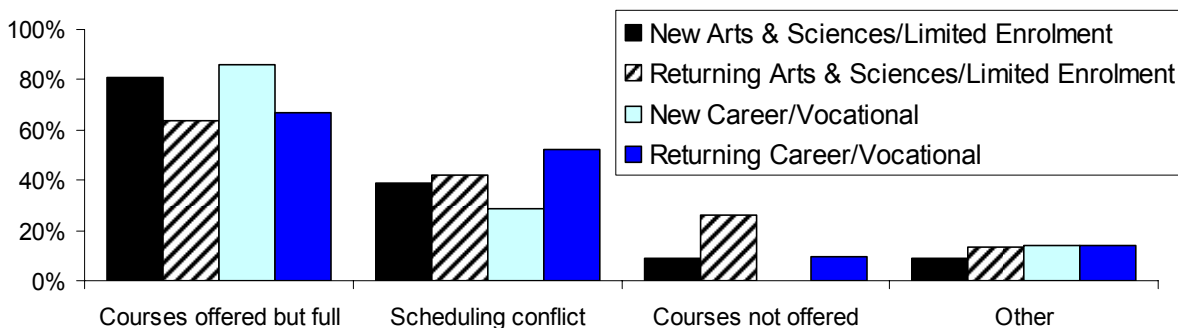 100%
80%
60%
40%
20%
0%
New Arts & Sciences/Limited Enrolment
Returning Arts & Sciences/Limited Enrolment
New Career/Vocational
Returning Career/Vocational
Courses offered but full
Scheduling conflict
Courses not offered
Other